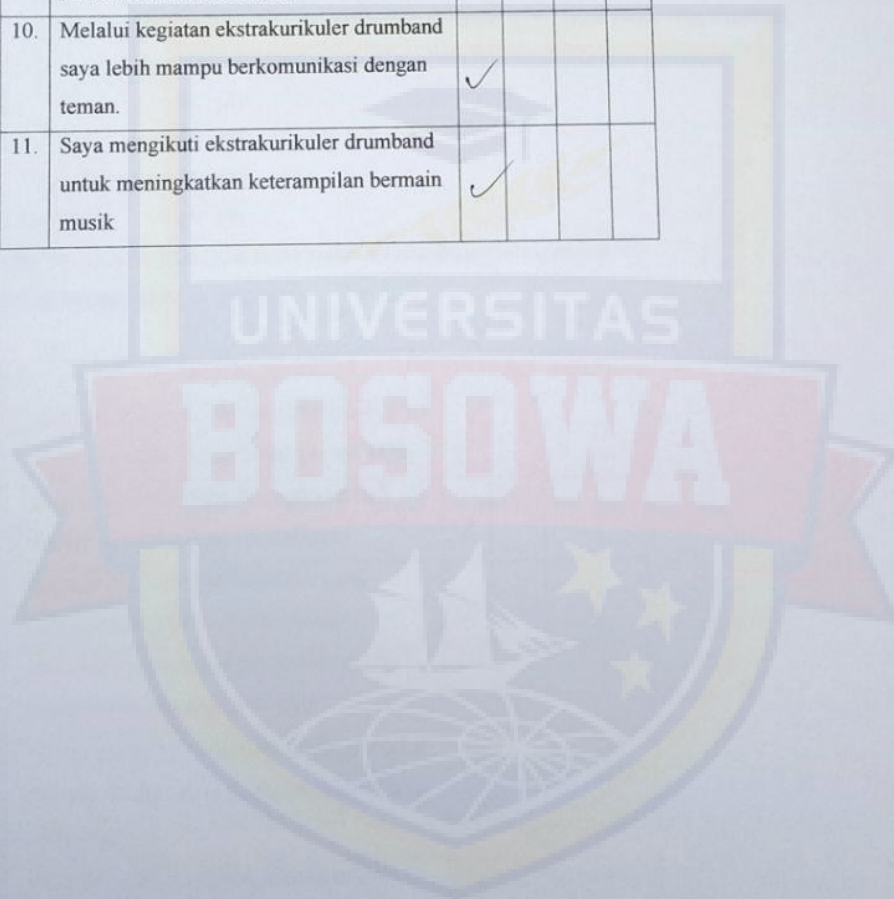 10. Melalui kegiatan ekstrakurikuler drumband
saya lebih mampu berkomunikasi dengan
teman.
11. Saya mengikuti ekstrakurikuler drumband
untuk meningkatkan keterampilan bermain
musik
UNIVERSITAS
BOSOWA